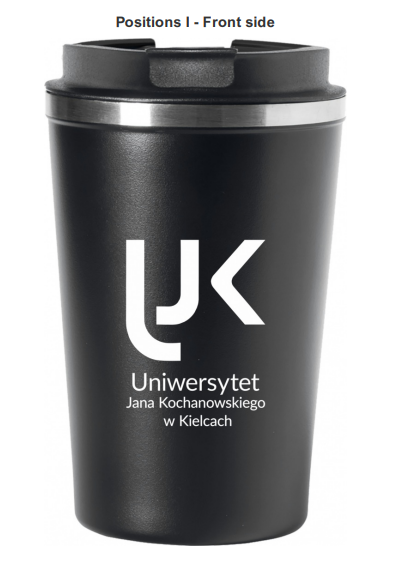 Positions I - Front side
UJK
Uniwersytet
Jana Kochanowskiego
w Kielcach